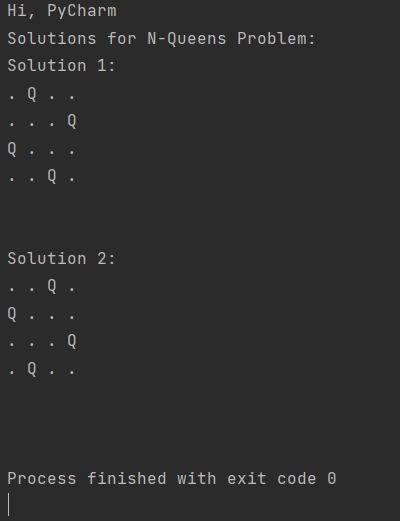 Hi, PyCharm
Solutions for N-Queens Problem:
Solution 1:
. Q . .
. . . Q
Q . . .
. . Q .
Solution 2:
. . Q .
Q . . .
. . . Q
. Q . .
Process finished with exit code 0